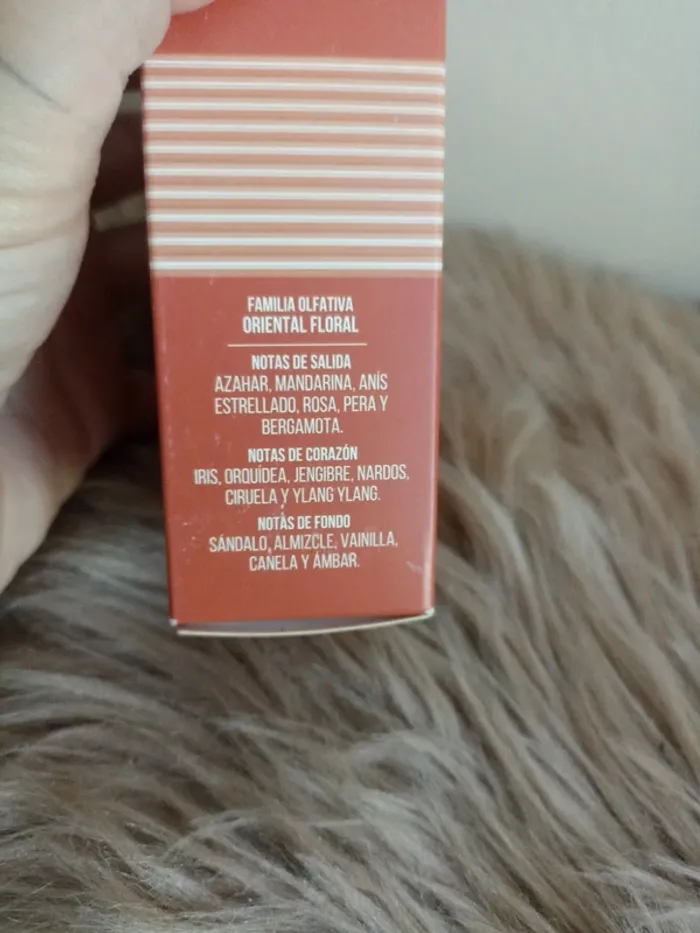 FAMILIA OLFATIVA
ORIENTAL FLORAL
NOTAS DE SALIDA
AZAHAR, MANDARINA, ANÍS
ESTRELLADO, ROSA, PERA Y
BERGAMOTA.
NOTAS DE CORAZÓN
IRIS, ORQUÍDEA, JENGIBRE, NARDOS,
CIRUELA Y YLANG YLANG.
NOTAS DE FONDO
SÁNDALO, ALMIZCLE, VAINILLA,
CANELA Y ÁMBAR.